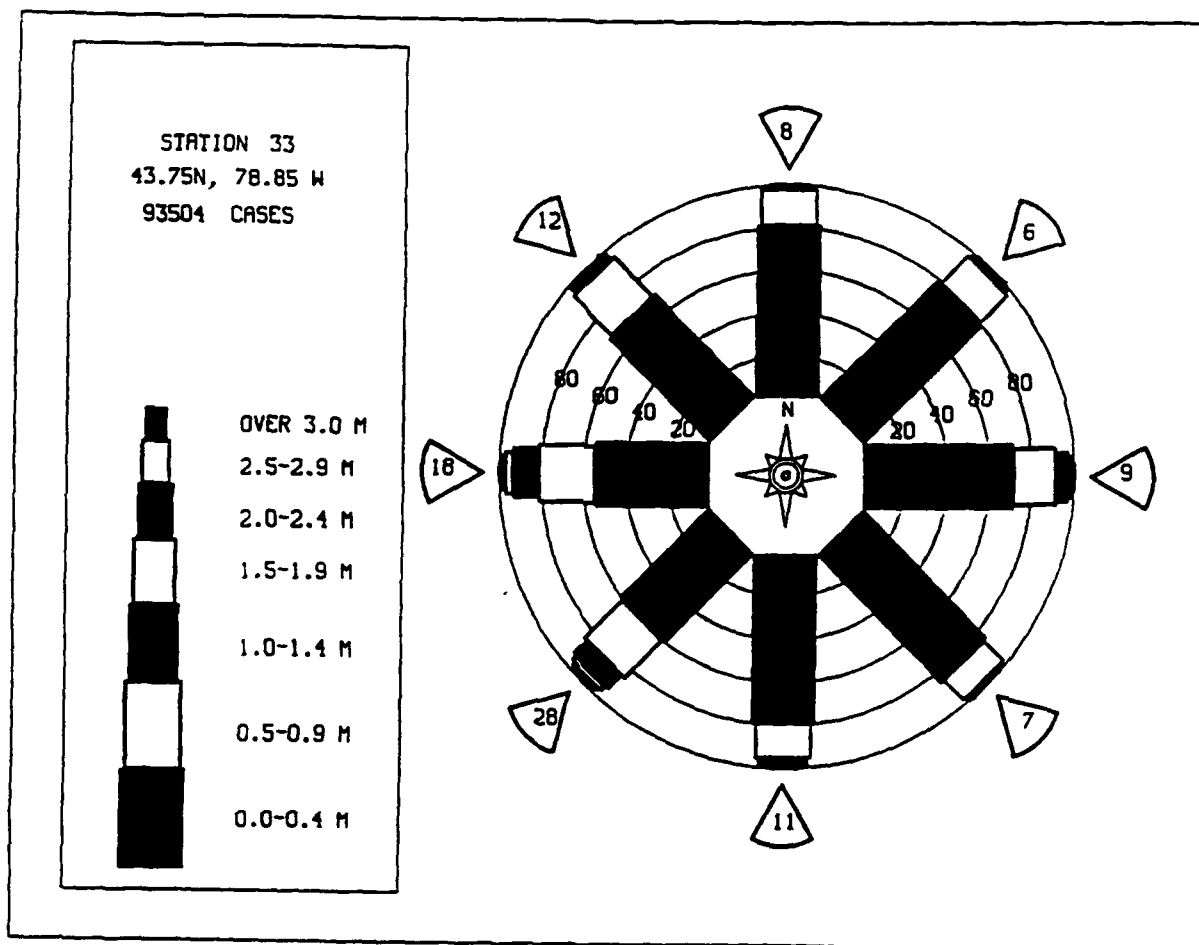 STATION 33
43.75N, 78.85 W
93504 CASES
OVER 3.0 M
2.5-2.9 M
2.0-2.4 M
1.5-1.9 M
1.0-1.4 M
0.5-0.9 M
0.0-0.4 M
8
12
6
80
60
40
20
N
20
40
60
80
18
9
28
7
11